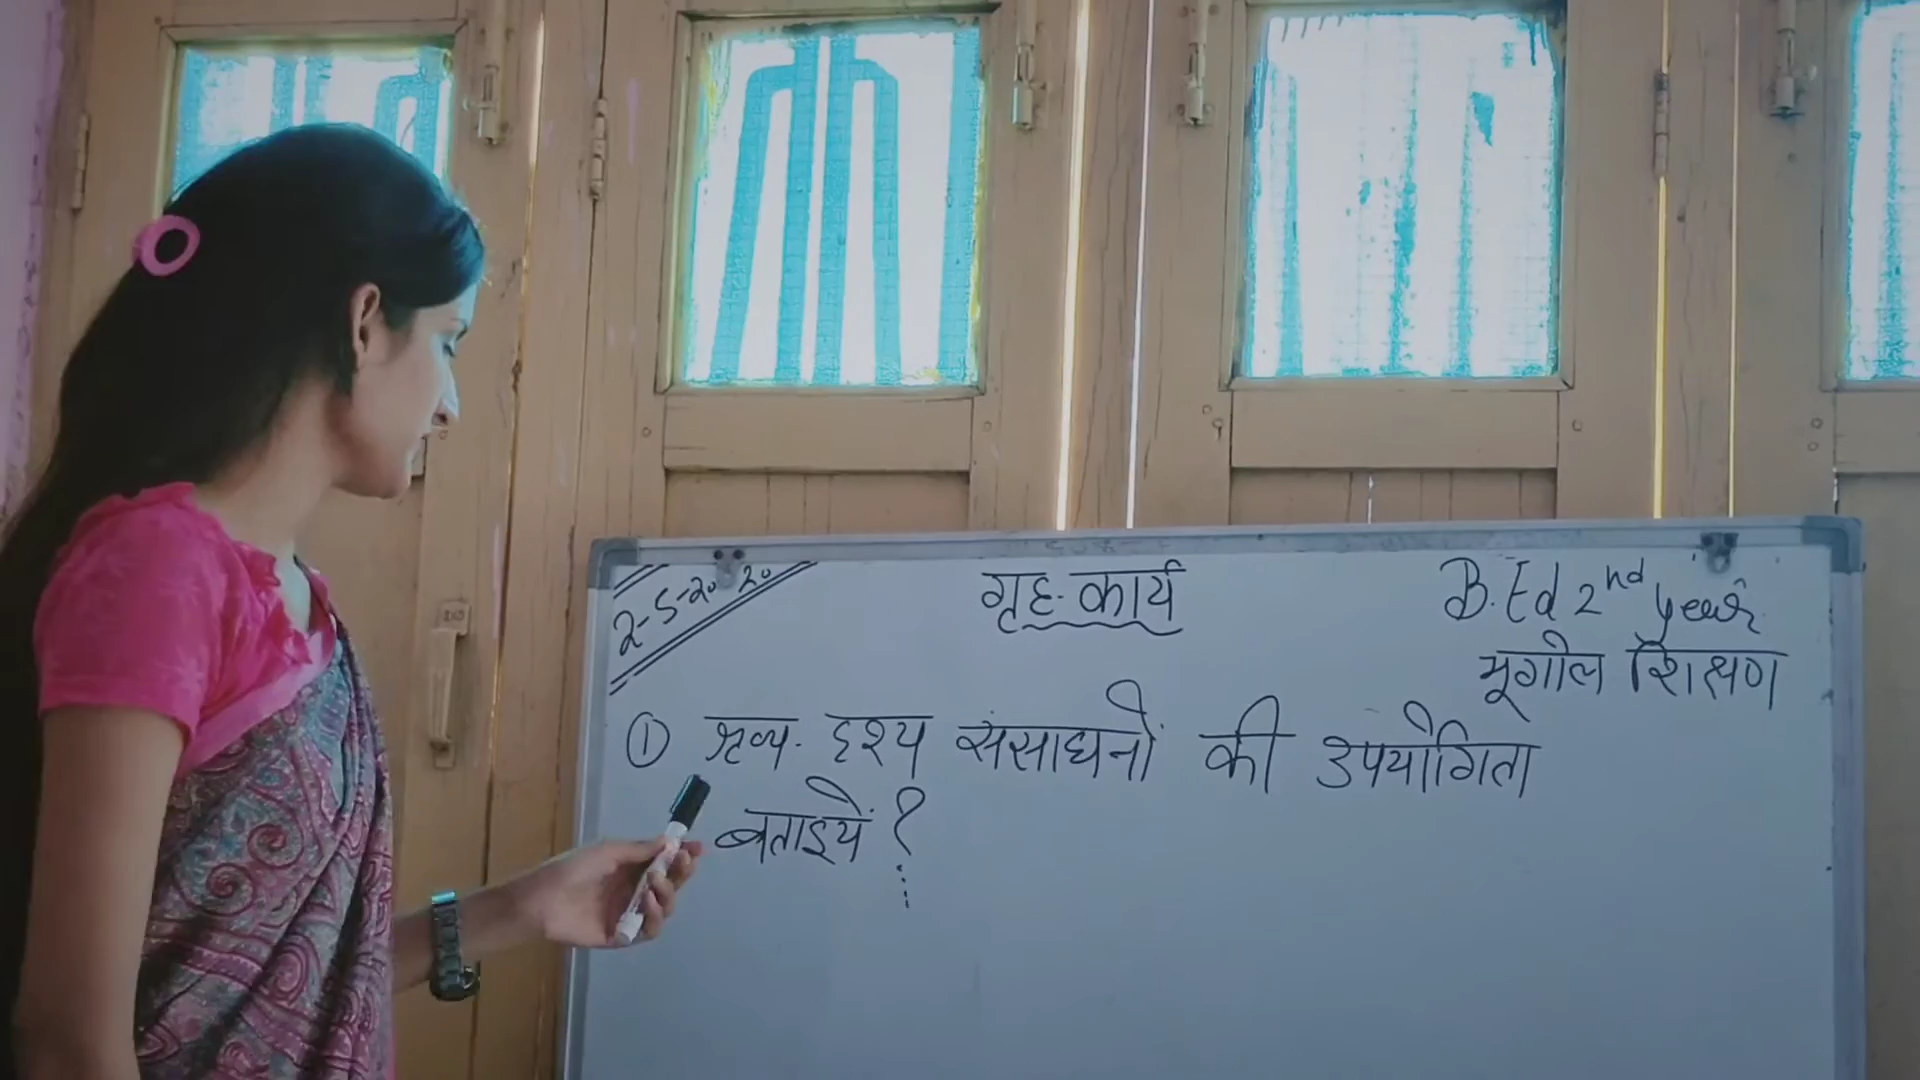 2-5-2020
गृह-कार्य
B.Ed 2nd year
भूगोल शिक्षण
① श्रव्य-दृश्य संसाधनों की उपयोगिता
बताइयें ?